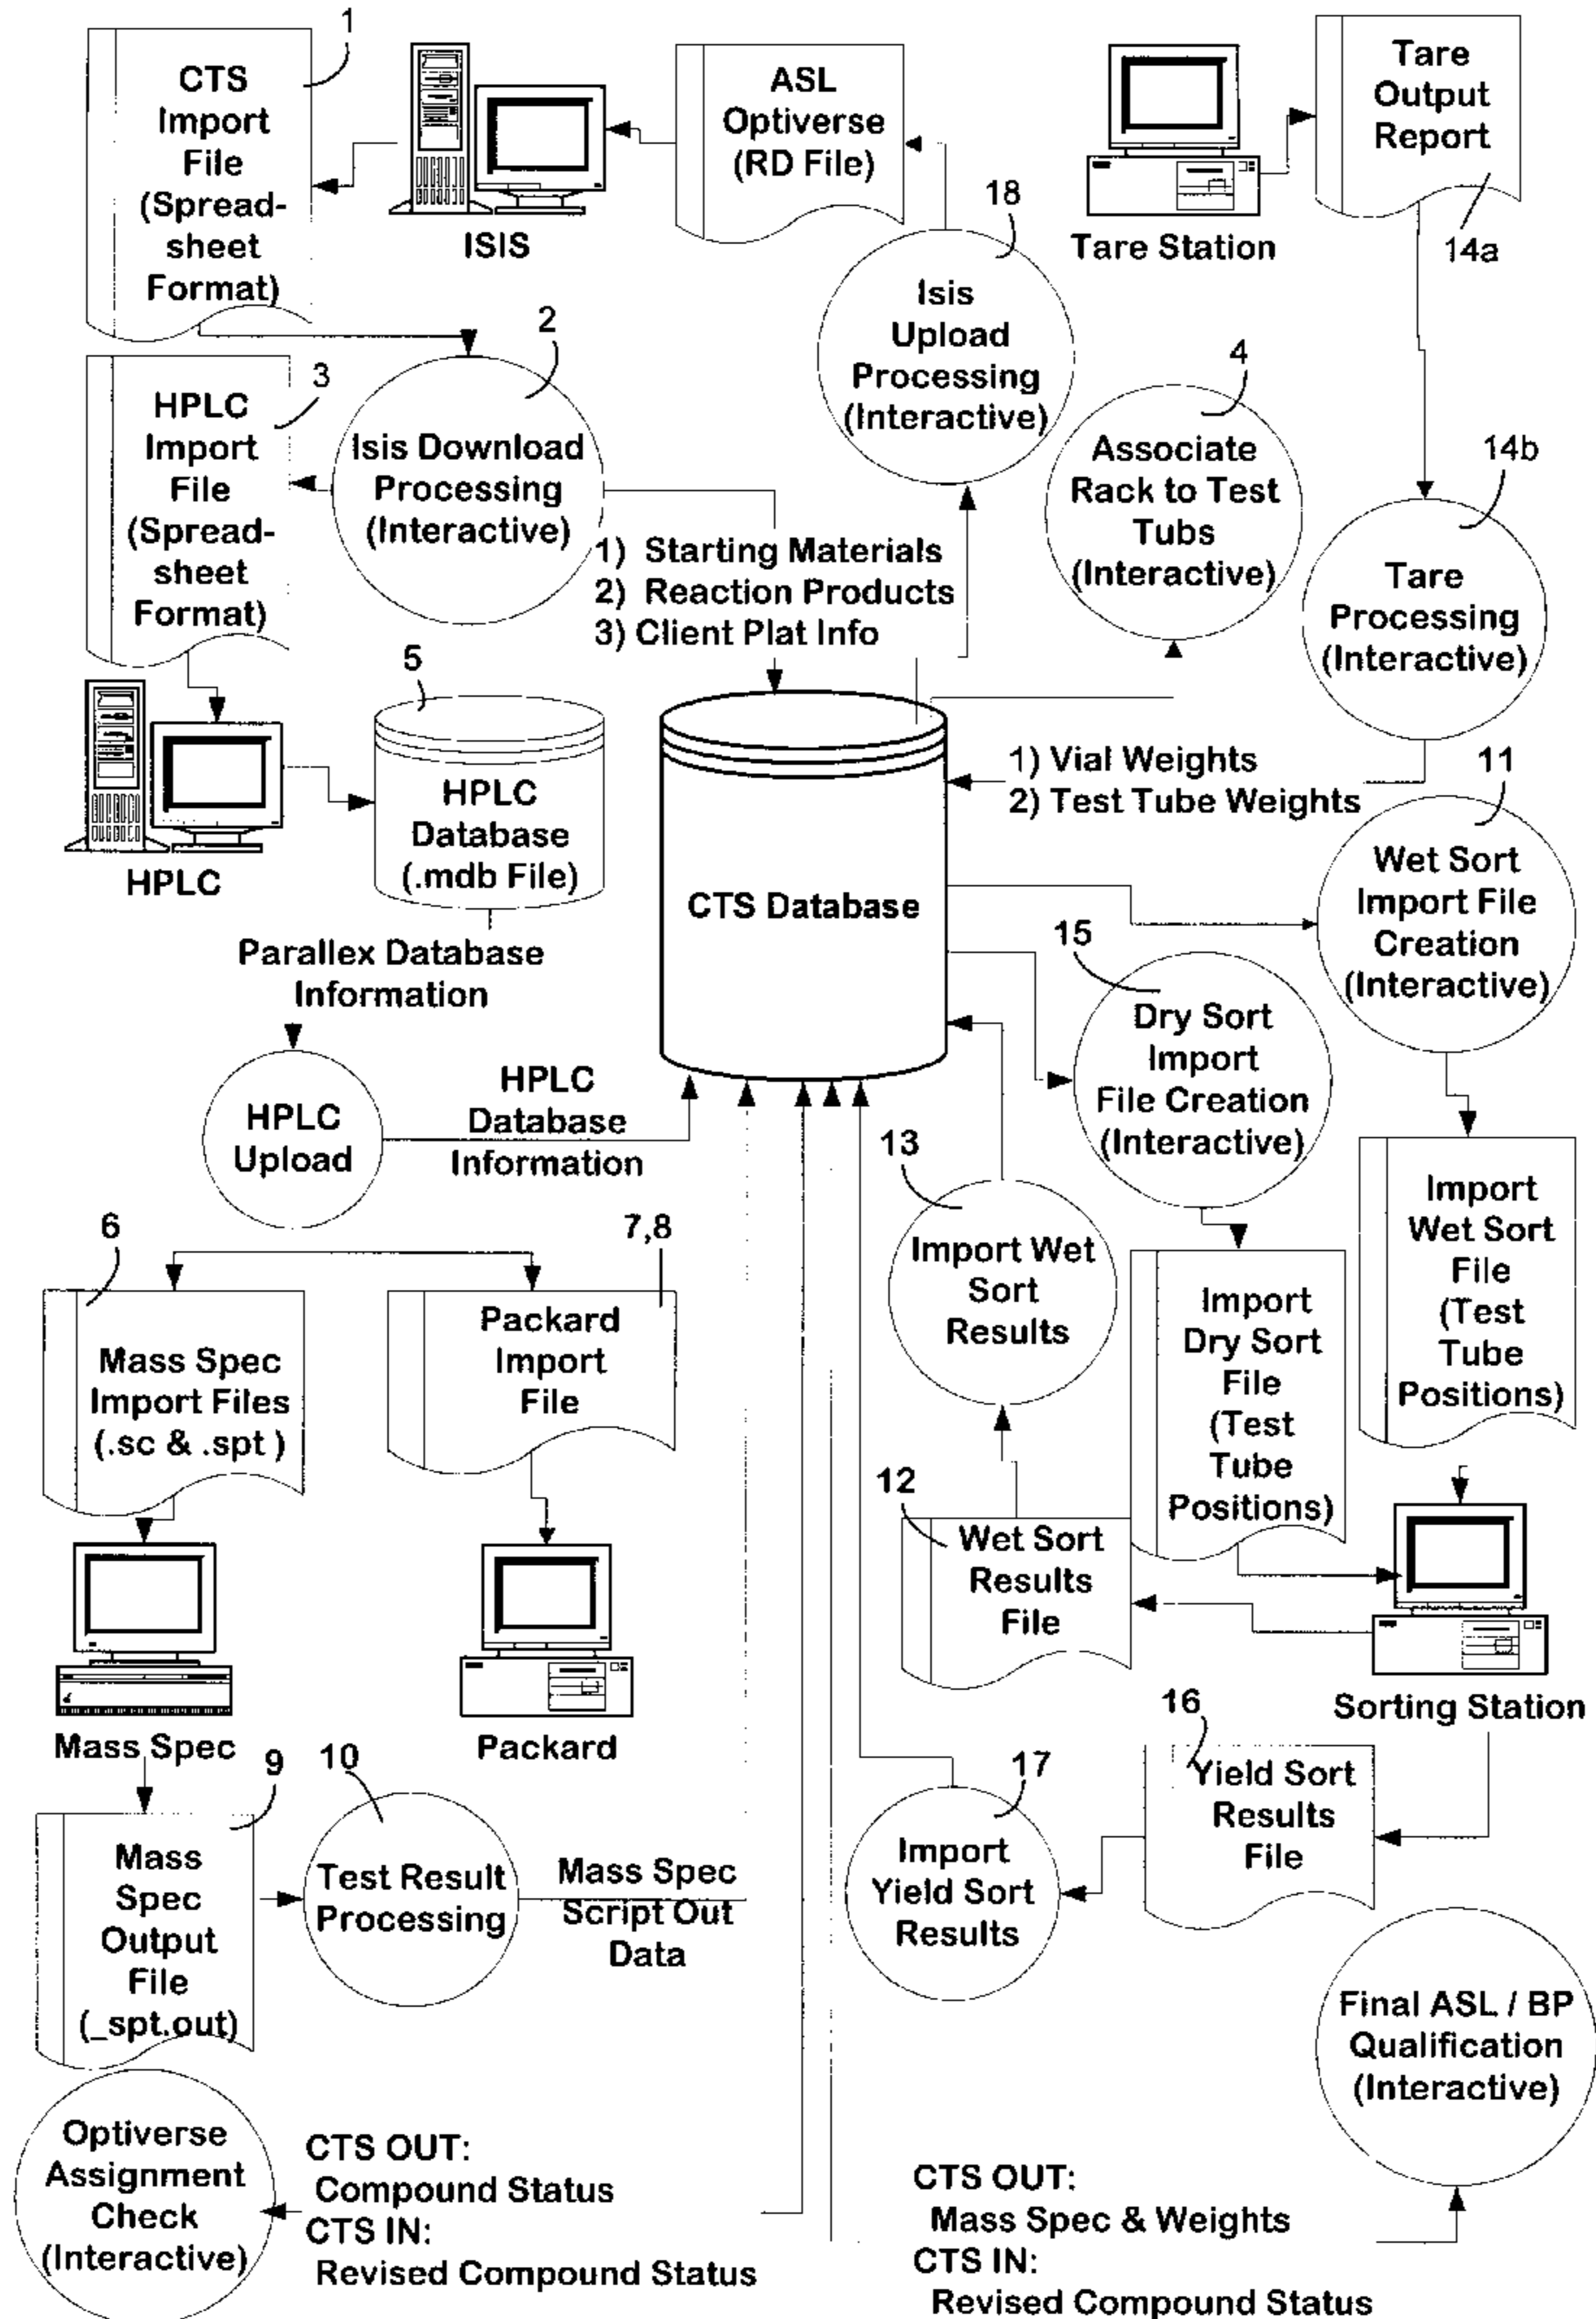 1
CTS
Import
File
(Spread-
sheet
Format)
ISIS
ASL
Optiverse
(RD File)
Tare Station
Tare
Output
Report
14a
18
Isis
Upload
Processing
(Interactive)
2
Isis Download
Processing
(Interactive)
3
HPLC
Import
File
(Spread-
sheet
Format)
4
Associate
Rack to Test
Tubs
(Interactive)
14b
Tare
Processing
(Interactive)
1) Starting Materials
2) Reaction Products
3) Client Plat Info
5
HPLC
Database
(.mdb File)
HPLC
CTS Database
1) Vial Weights
2) Test Tube Weights
11
Wet Sort
Import File
Creation
(Interactive)
Parallex Database
Information
15
Dry Sort
Import
File Creation
(Interactive)
HPLC
Upload
HPLC
Database
Information
13
Import Wet
Sort
Results
Import
Wet Sort
File
(Test
Tube
Positions)
6
Mass Spec
Import Files
(.sc & .spt )
7,8
Packard
Import
File
Import
Dry Sort
File
(Test
Tube
Positions)
12
Wet Sort
Results
File
Mass Spec
Packard
Sorting Station
16
Yield Sort
Results
File
9
Mass
Spec
Output
File
(_spt.out)
10
Test Result
Processing
Mass Spec
Script Out
Data
17
Import
Yield Sort
Results
Final ASL / BP
Qualification
(Interactive)
Optiverse
Assignment
Check
(Interactive)
CTS OUT:
Compound Status
CTS IN:
Revised Compound Status
CTS OUT:
Mass Spec & Weights
CTS IN:
Revised Compound Status